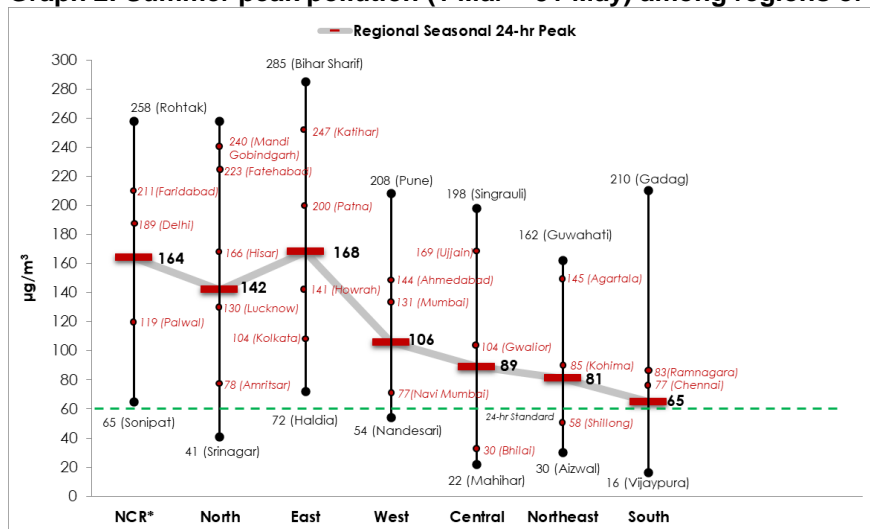 Regional Seasonal 24-hr Peak
µg/m³
300
280
260
240
220
200
180
160
140
120
100
80
60
40
20
0
258 (Rohtak)
211(Faridabad)
189 (Delhi)
164
119 (Palwal)
65 (Sonipat)
240 (Mandi
Gobindgarh)
223 (Fatehabad)
166 (Hisar)
142
130 (Lucknow)
78 (Amritsar)
41 (Srinagar)
285 (Bihar Sharif)
247 (Katihar)
200 (Patna)
168
141 (Howrah)
104 (Kolkata)
72 (Haldia)
208 (Pune)
144 (Ahmedabad)
131 (Mumbai)
106
77(Navi Mumbai)
54 (Nandesari)
198 (Singrauli)
169 (Ujjain)
104 (Gwalior)
89
30 (Bhilai)
22 (Mahihar)
162 (Guwahati)
145 (Agartala)
85 (Kohima)
81
24-hr Standard
58 (Shillong)
30 (Aizwal)
210 (Gadag)
83(Ramnagara)
77 (Chennai)
65
16 (Vijaypura)
NCR* North East West Central Northeast South